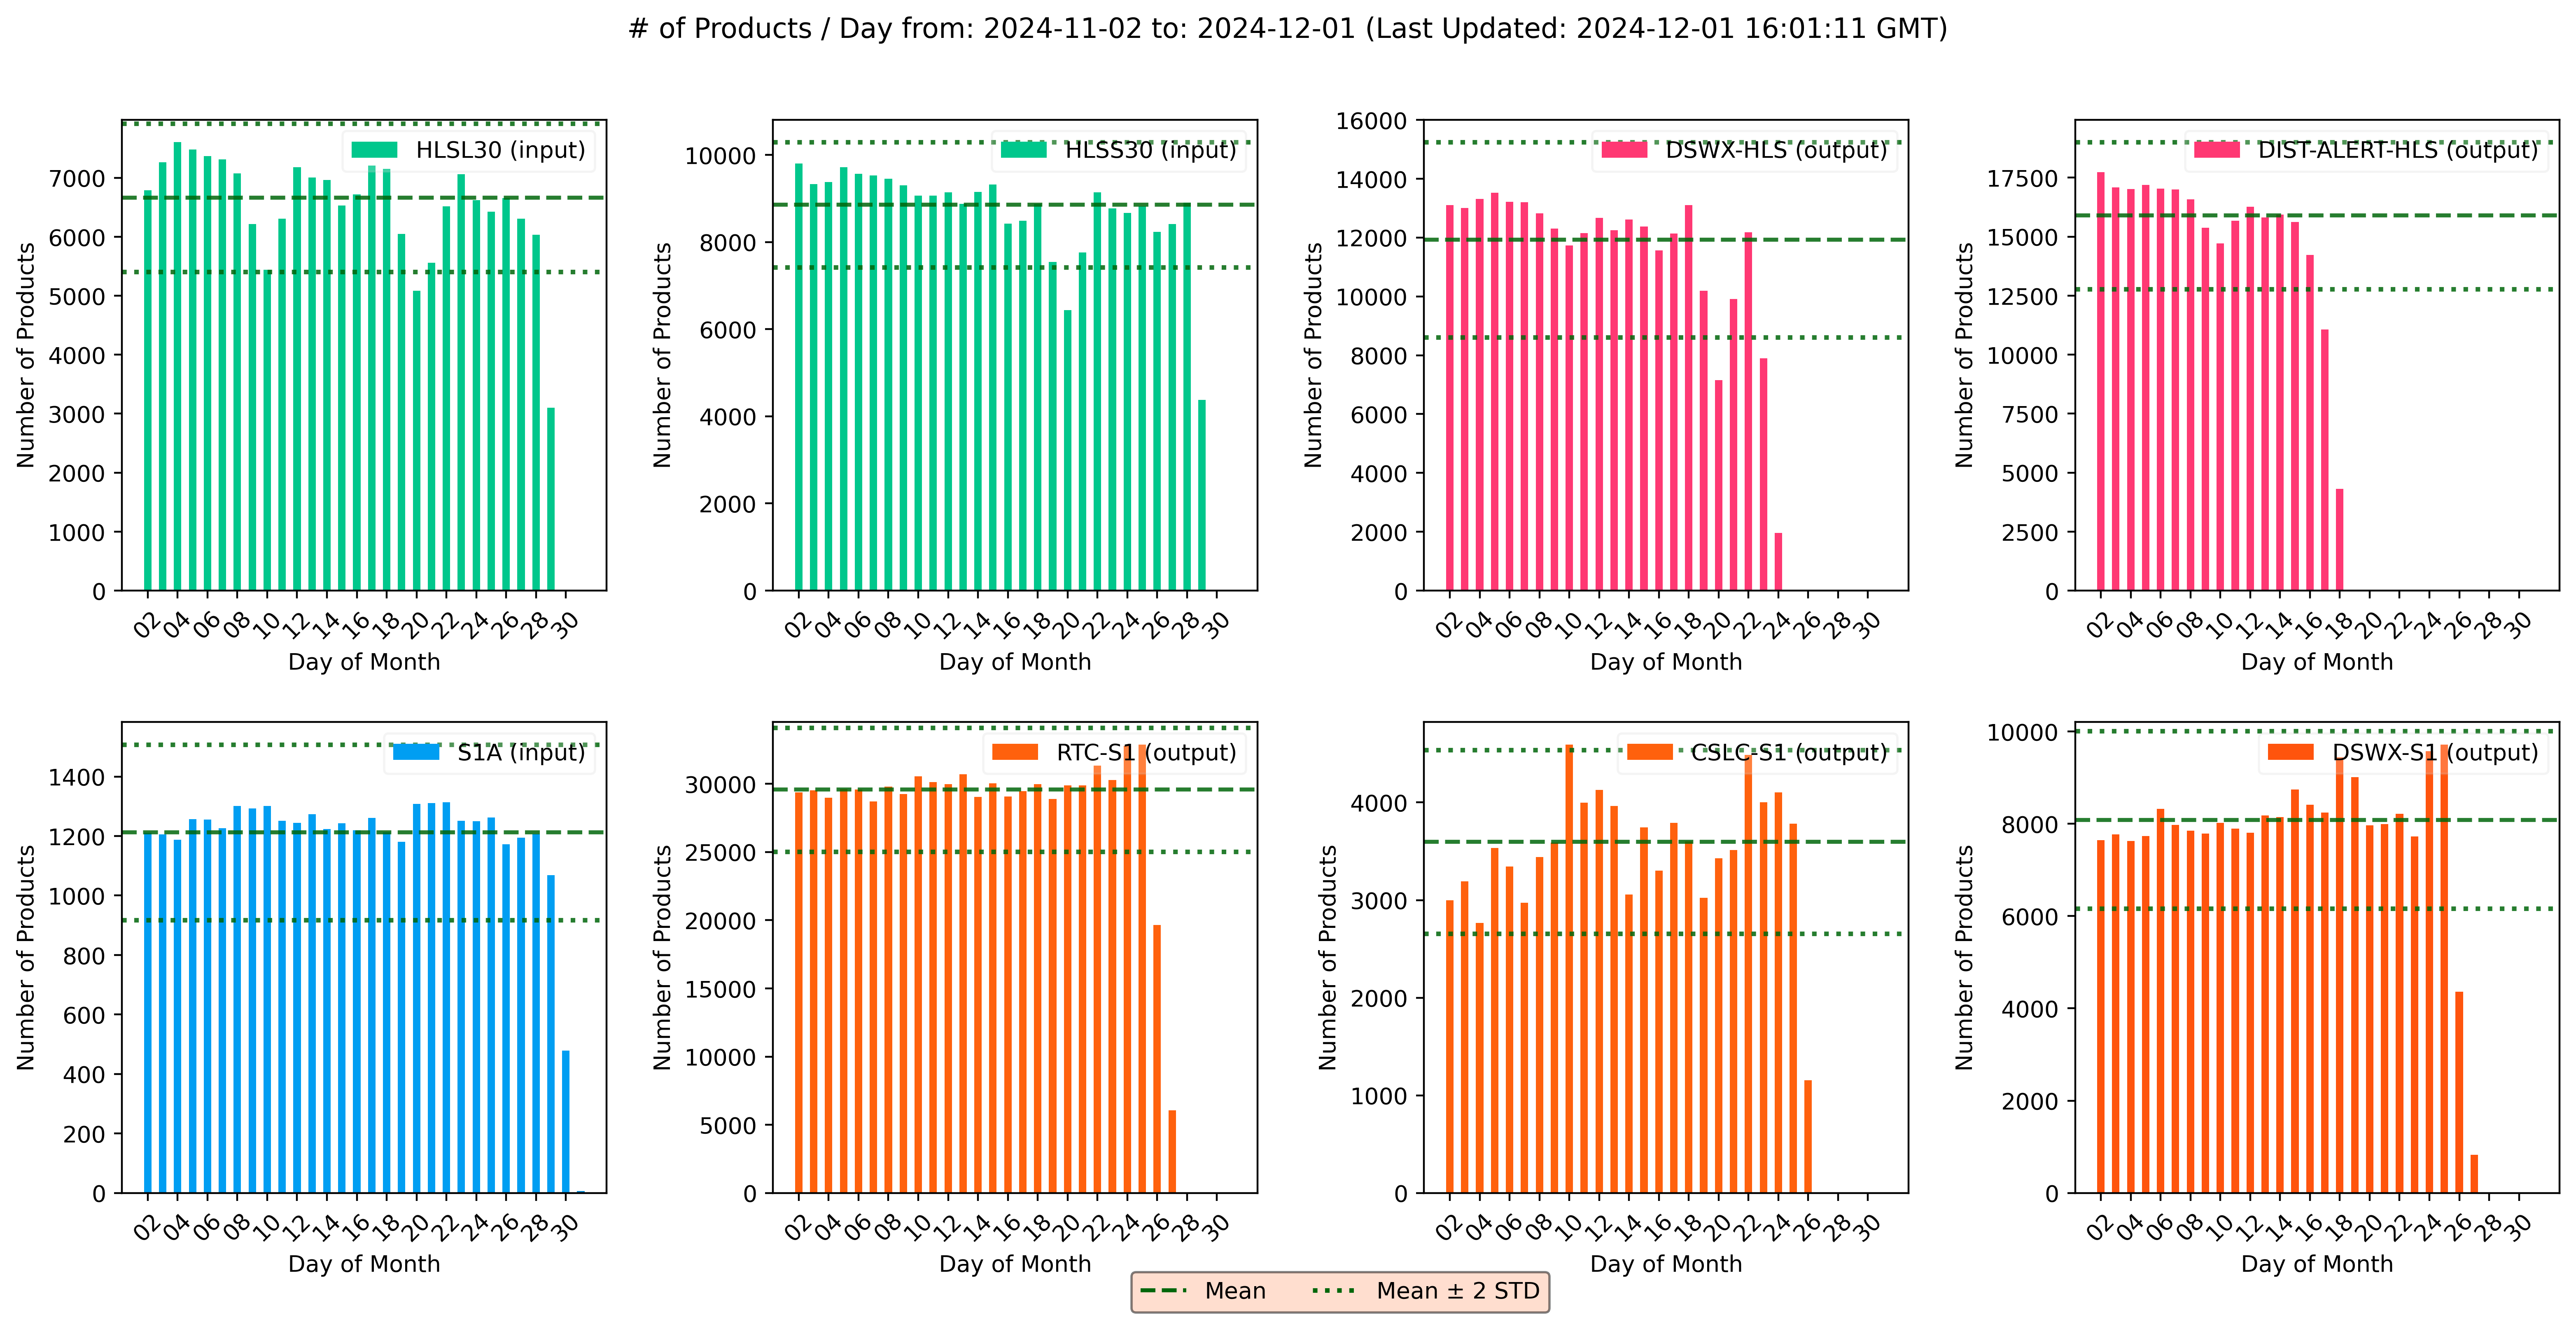 # of Products / Day from: 2024-11-02 to: 2024-12-01 (Last Updated: 2024-12-01 16:01:11 GMT)
HLSL30 (input)
Number of Products
7000
6000
5000
4000
3000
2000
1000
0
02 04 06 08 10 12 14 16 18 20 22 24 26 28 30
Day of Month
HLSS30 (input)
Number of Products
10000
8000
6000
4000
2000
0
02 04 06 08 10 12 14 16 18 20 22 24 26 28 30
Day of Month
DSWX-HLS (output)
Number of Products
16000
14000
12000
10000
8000
6000
4000
2000
0
02 04 06 08 10 12 14 16 18 20 22 24 26 28 30
Day of Month
DIST-ALERT-HLS (output)
Number of Products
17500
15000
12500
10000
7500
5000
2500
0
02 04 06 08 10 12 14 16 18 20 22 24 26 28 30
Day of Month
S1A (input)
Number of Products
1400
1200
1000
800
600
400
200
0
02 04 06 08 10 12 14 16 18 20 22 24 26 28 30
Day of Month
RTC-S1 (output)
Number of Products
30000
25000
20000
15000
10000
5000
0
02 04 06 08 10 12 14 16 18 20 22 24 26 28 30
Day of Month
CSLC-S1 (output)
Number of Products
4000
3000
2000
1000
0
02 04 06 08 10 12 14 16 18 20 22 24 26 28 30
Day of Month
DSWX-S1 (output)
Number of Products
10000
8000
6000
4000
2000
0
02 04 06 08 10 12 14 16 18 20 22 24 26 28 30
Day of Month
Mean
Mean ± 2 STD